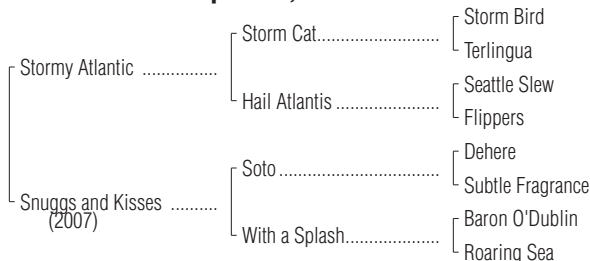 Storm Bird
Storm Cat........................
Terlingua
Stormy Atlantic ...............
Seattle Slew
Hail Atlantis .....................
Flippers
Dehere
Soto ................................
Subtle Fragrance
Snuggs and Kisses ..........
(2007)
Baron O'Dublin
With a Splash...................
Roaring Sea